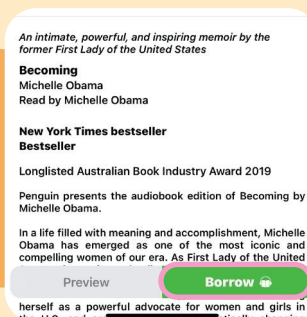 An intimate, powerful, and inspiring memoir by the
former First Lady of the United States
Becoming
Michelle Obama
Read by Michelle Obama
New York Times bestseller
Bestseller
Longlisted Australian Book Industry Award 2019
Penguin presents the audiobook edition of Becoming by
Michelle Obama.
In a life filled with meaning and accomplishment, Michelle
Obama has emerged as one of the most iconic and
compelling women of our era. As First Lady of the United
Preview
Borrow
herself as a powerful advocate for women and girls in